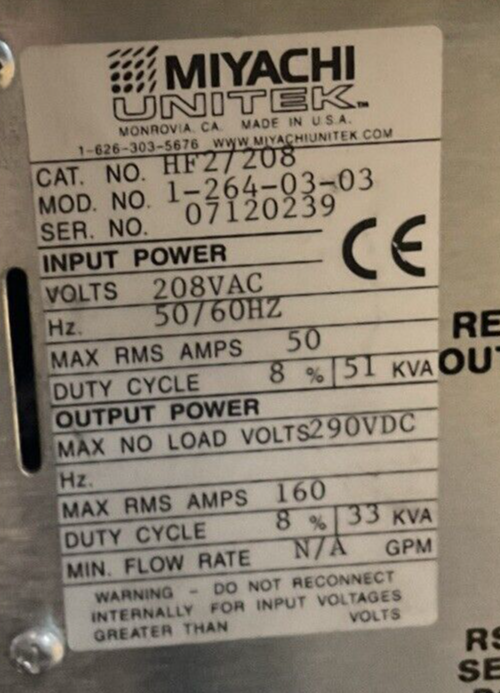 MIYACHI
UNITEK™
MONROVIA. CA. MADE IN U.S.A.
1-626-303-5676 WWW.MIYACHIUNITEK.COM
CAT. NO. HF2/208
MOD. NO. 1-264-03-03
SER. NO. 07120239
CE
INPUT POWER
VOLTS 208VAC
Hz. 50/60HZ
MAX RMS AMPS 50
DUTY CYCLE 8 % 51 KVA
OUTPUT POWER
MAX NO LOAD VOLTS 290VDC
Hz.
MAX RMS AMPS 160
DUTY CYCLE 8 % 33 KVA
MIN. FLOW RATE N/A GPM
WARNING - DO NOT RECONNECT
INTERNALLY FOR INPUT VOLTAGES
GREATER THAN VOLTS
RE
OUT
RS
SE